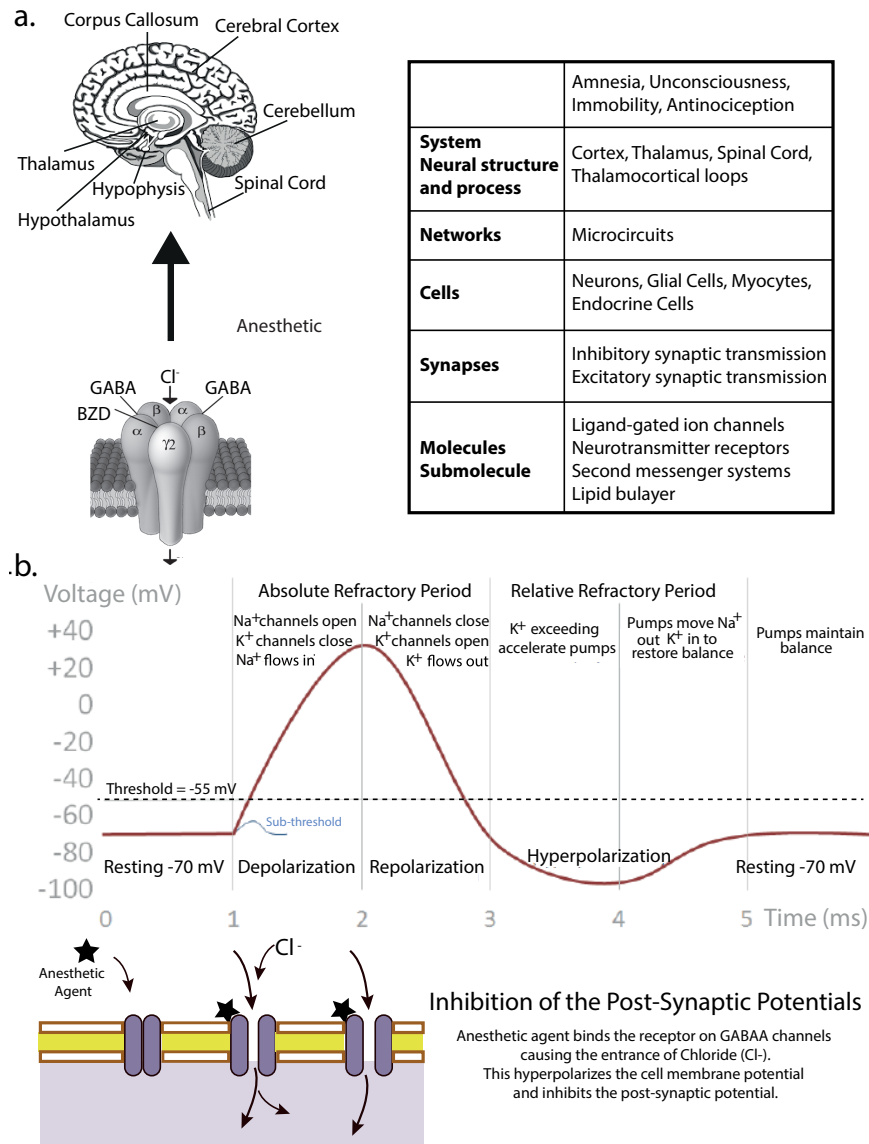 a.
Corpus Callosum
Cerebral Cortex
Cerebellum
Thalamus
Hypophysis
Spinal Cord
Hypothalamus
Anesthetic
Cl-
GABA
GABA
BZD
β
α
α
β
γ2
Amnesia, Unconsciousness,
Immobility, Antinociception
System
Neural structure
and process
Cortex, Thalamus, Spinal Cord,
Thalamocortical loops
Networks
Microcircuits
Cells
Neurons, Glial Cells, Myocytes,
Endocrine Cells
Synapses
Inhibitory synaptic transmission
Excitatory synaptic transmission
Molecules
Submolecule
Ligand-gated ion channels
Neurotransmitter receptors
Second messenger systems
Lipid bulayer
.b.
Voltage (mV)
Absolute Refractory Period
Relative Refractory Period
Na+channels open
K+ channels close
Na+ flows in
Na+channels close
K+channels open
K+ flows out
K+ exceeding
accelerate pumps
Pumps move Na+
out K+ in to
restore balance
Pumps maintain
balance
+40
+20
0
-20
-40
-60
-80
-100
Threshold = -55 mV
Sub-threshold
Resting -70 mV
Depolarization
Repolarization
Hyperpolarization
Resting -70 mV
0
1
2
3
4
5
Time (ms)
Anesthetic
Agent
Cl -
Inhibition of the Post-Synaptic Potentials
Anesthetic agent binds the receptor on GABAA channels
causing the entrance of Chloride (Cl-).
This hyperpolarizes the cell membrane potential
and inhibits the post-synaptic potential.